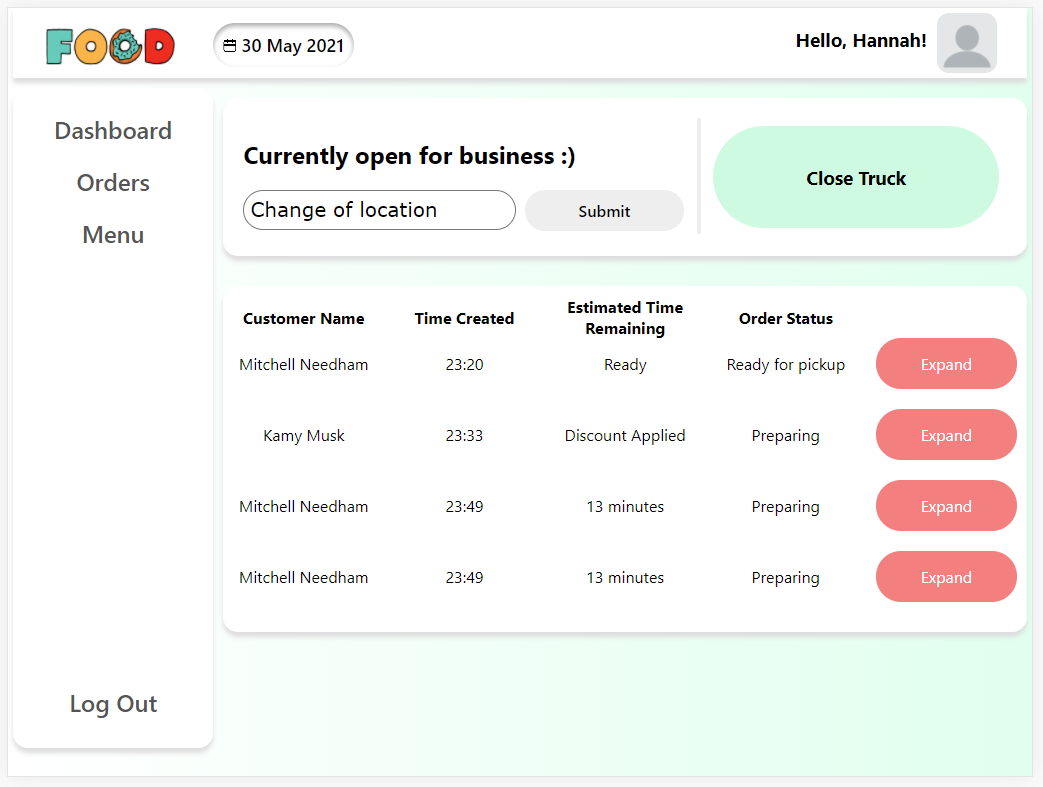 FOOD
30 May 2021
Hello, Hannah!
Dashboard
Orders
Menu
Log Out
Currently open for business :)
Change of location
Submit
Close Truck
Customer Name Time Created Estimated Time Remaining Order Status
Mitchell Needham 23:20 Ready Ready for pickup Expand
Kamy Musk 23:33 Discount Applied Preparing Expand
Mitchell Needham 23:49 13 minutes Preparing Expand
Mitchell Needham 23:49 13 minutes Preparing Expand